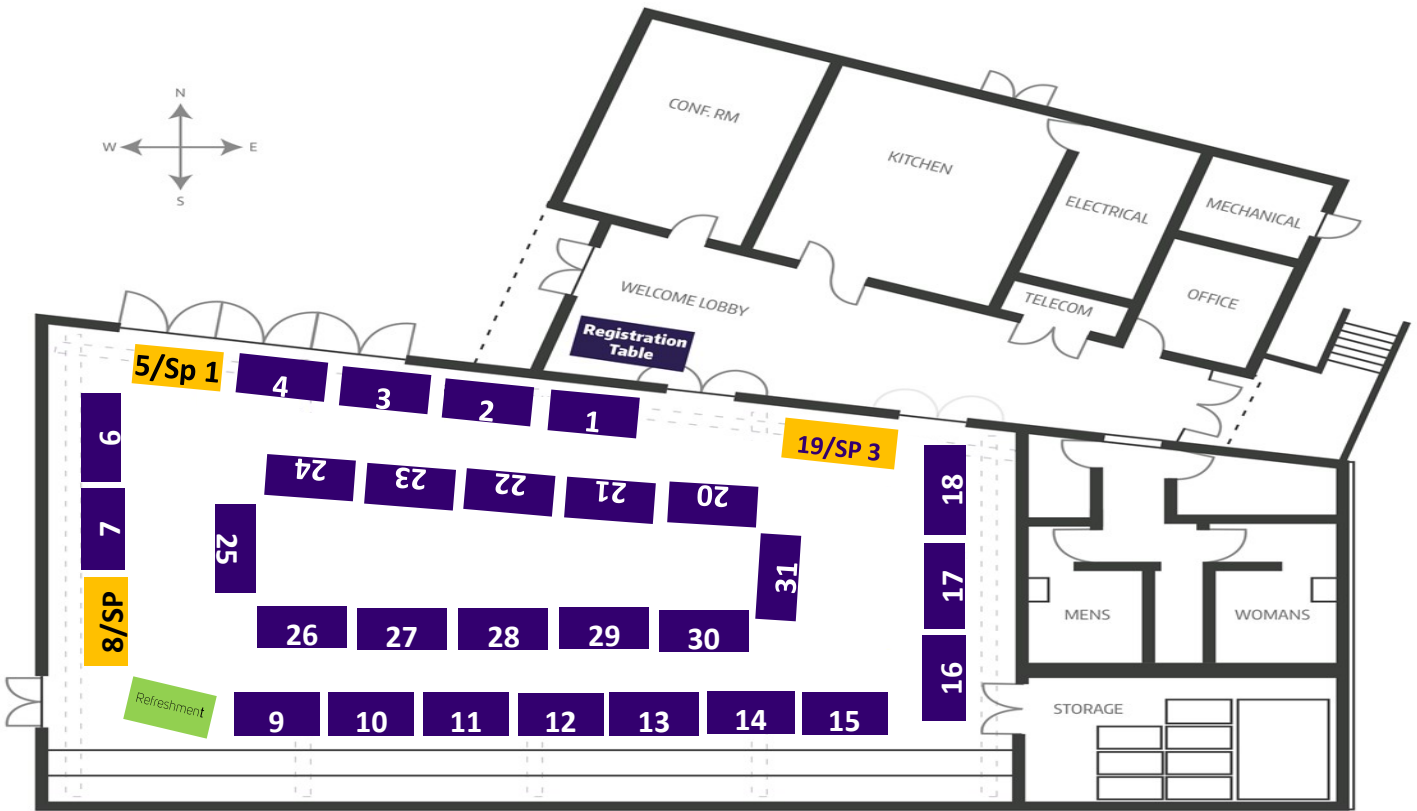 N
W
E
S
CONF. RM
KITCHEN
ELECTRICAL
MECHANICAL
OFFICE
TELECOM
WELCOME LOBBY
Registration
Table
5/Sp 1
4
3
2
1
19/SP 3
6
7
8/SP
Refreshment
24
23
22
21
20
25
31
26
27
28
29
30
9
10
11
12
13
14
15
18
17
16
MENS
WOMANS
STORAGE